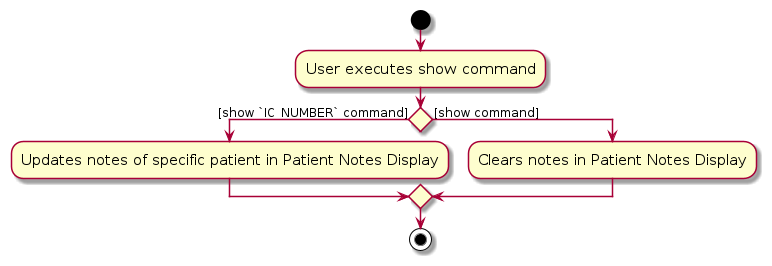 User executes show command
[show `IC_NUMBER` command]
[show command]
Updates notes of specific patient in Patient Notes Display
Clears notes in Patient Notes Display